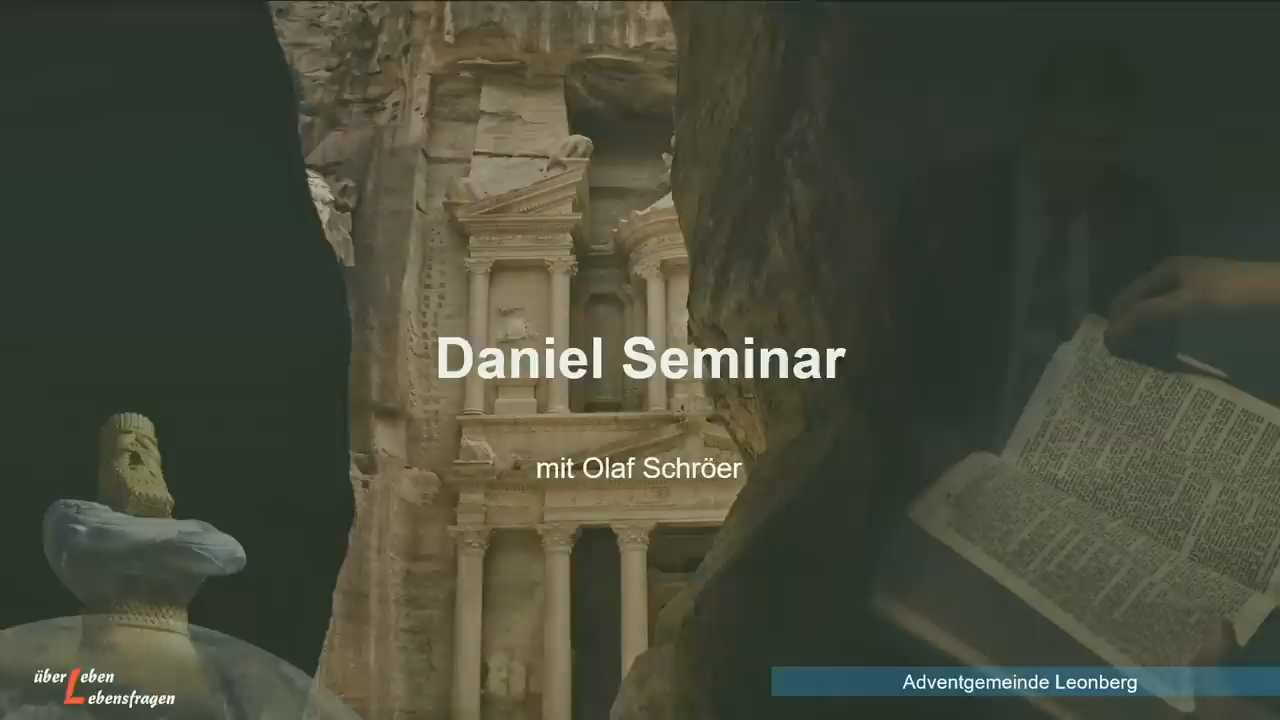 Daniel Seminar
mit Olaf Schröer
über Leben
Lebensfragen
Adventgemeinde Leonberg